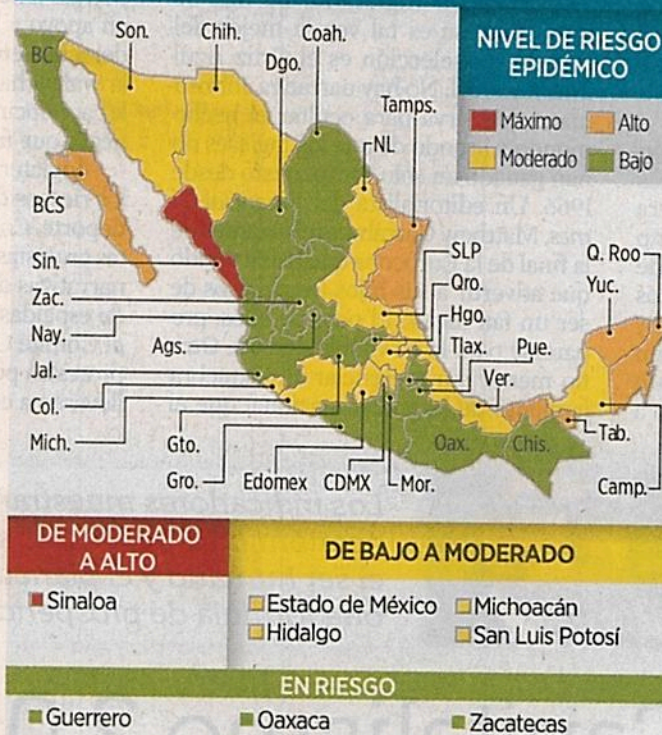 NIVEL DE RIESGO
EPIDÉMICO
Máximo
Alto
Moderado
Bajo
BC
Son.
Chih.
Coah.
Dgo.
Tamps.
NL
BCS
SLP
Q. Roo
Sin.
Qro.
Yuc.
Zac.
Hgo.
Nay.
Ags.
Tlax.
Pue.
Jal.
Ver.
Col.
Mich.
Gto.
Oax.
Chis.
Tab.
Gro.
Edomex
CDMX
Mor.
Camp.
DE MODERADO
A ALTO
Sinaloa
DE BAJO A MODERADO
Estado de México
Michoacán
Hidalgo
San Luis Potosí
EN RIESGO
Guerrero
Oaxaca
Zacatecas